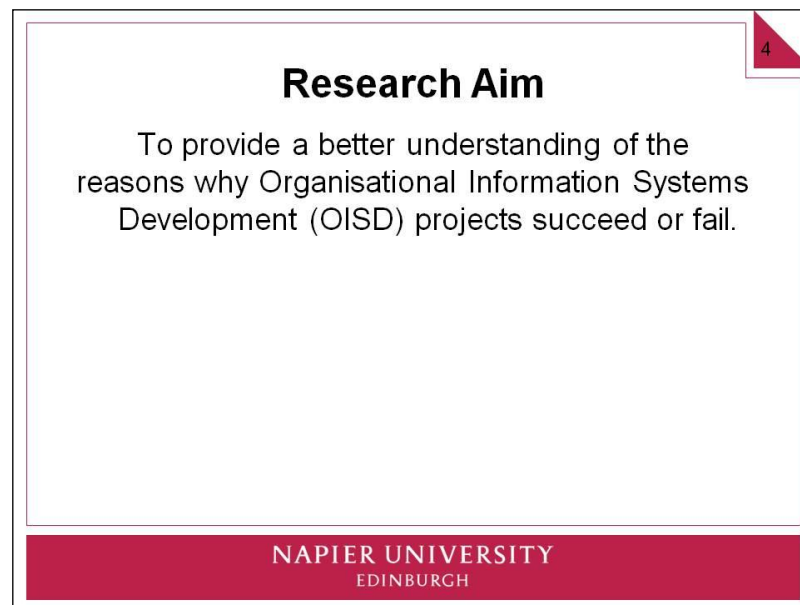 4
Research Aim
To provide a better understanding of the
reasons why Organisational Information Systems
Development (OISD) projects succeed or fail.
NAPIER UNIVERSITY
EDINBURGH